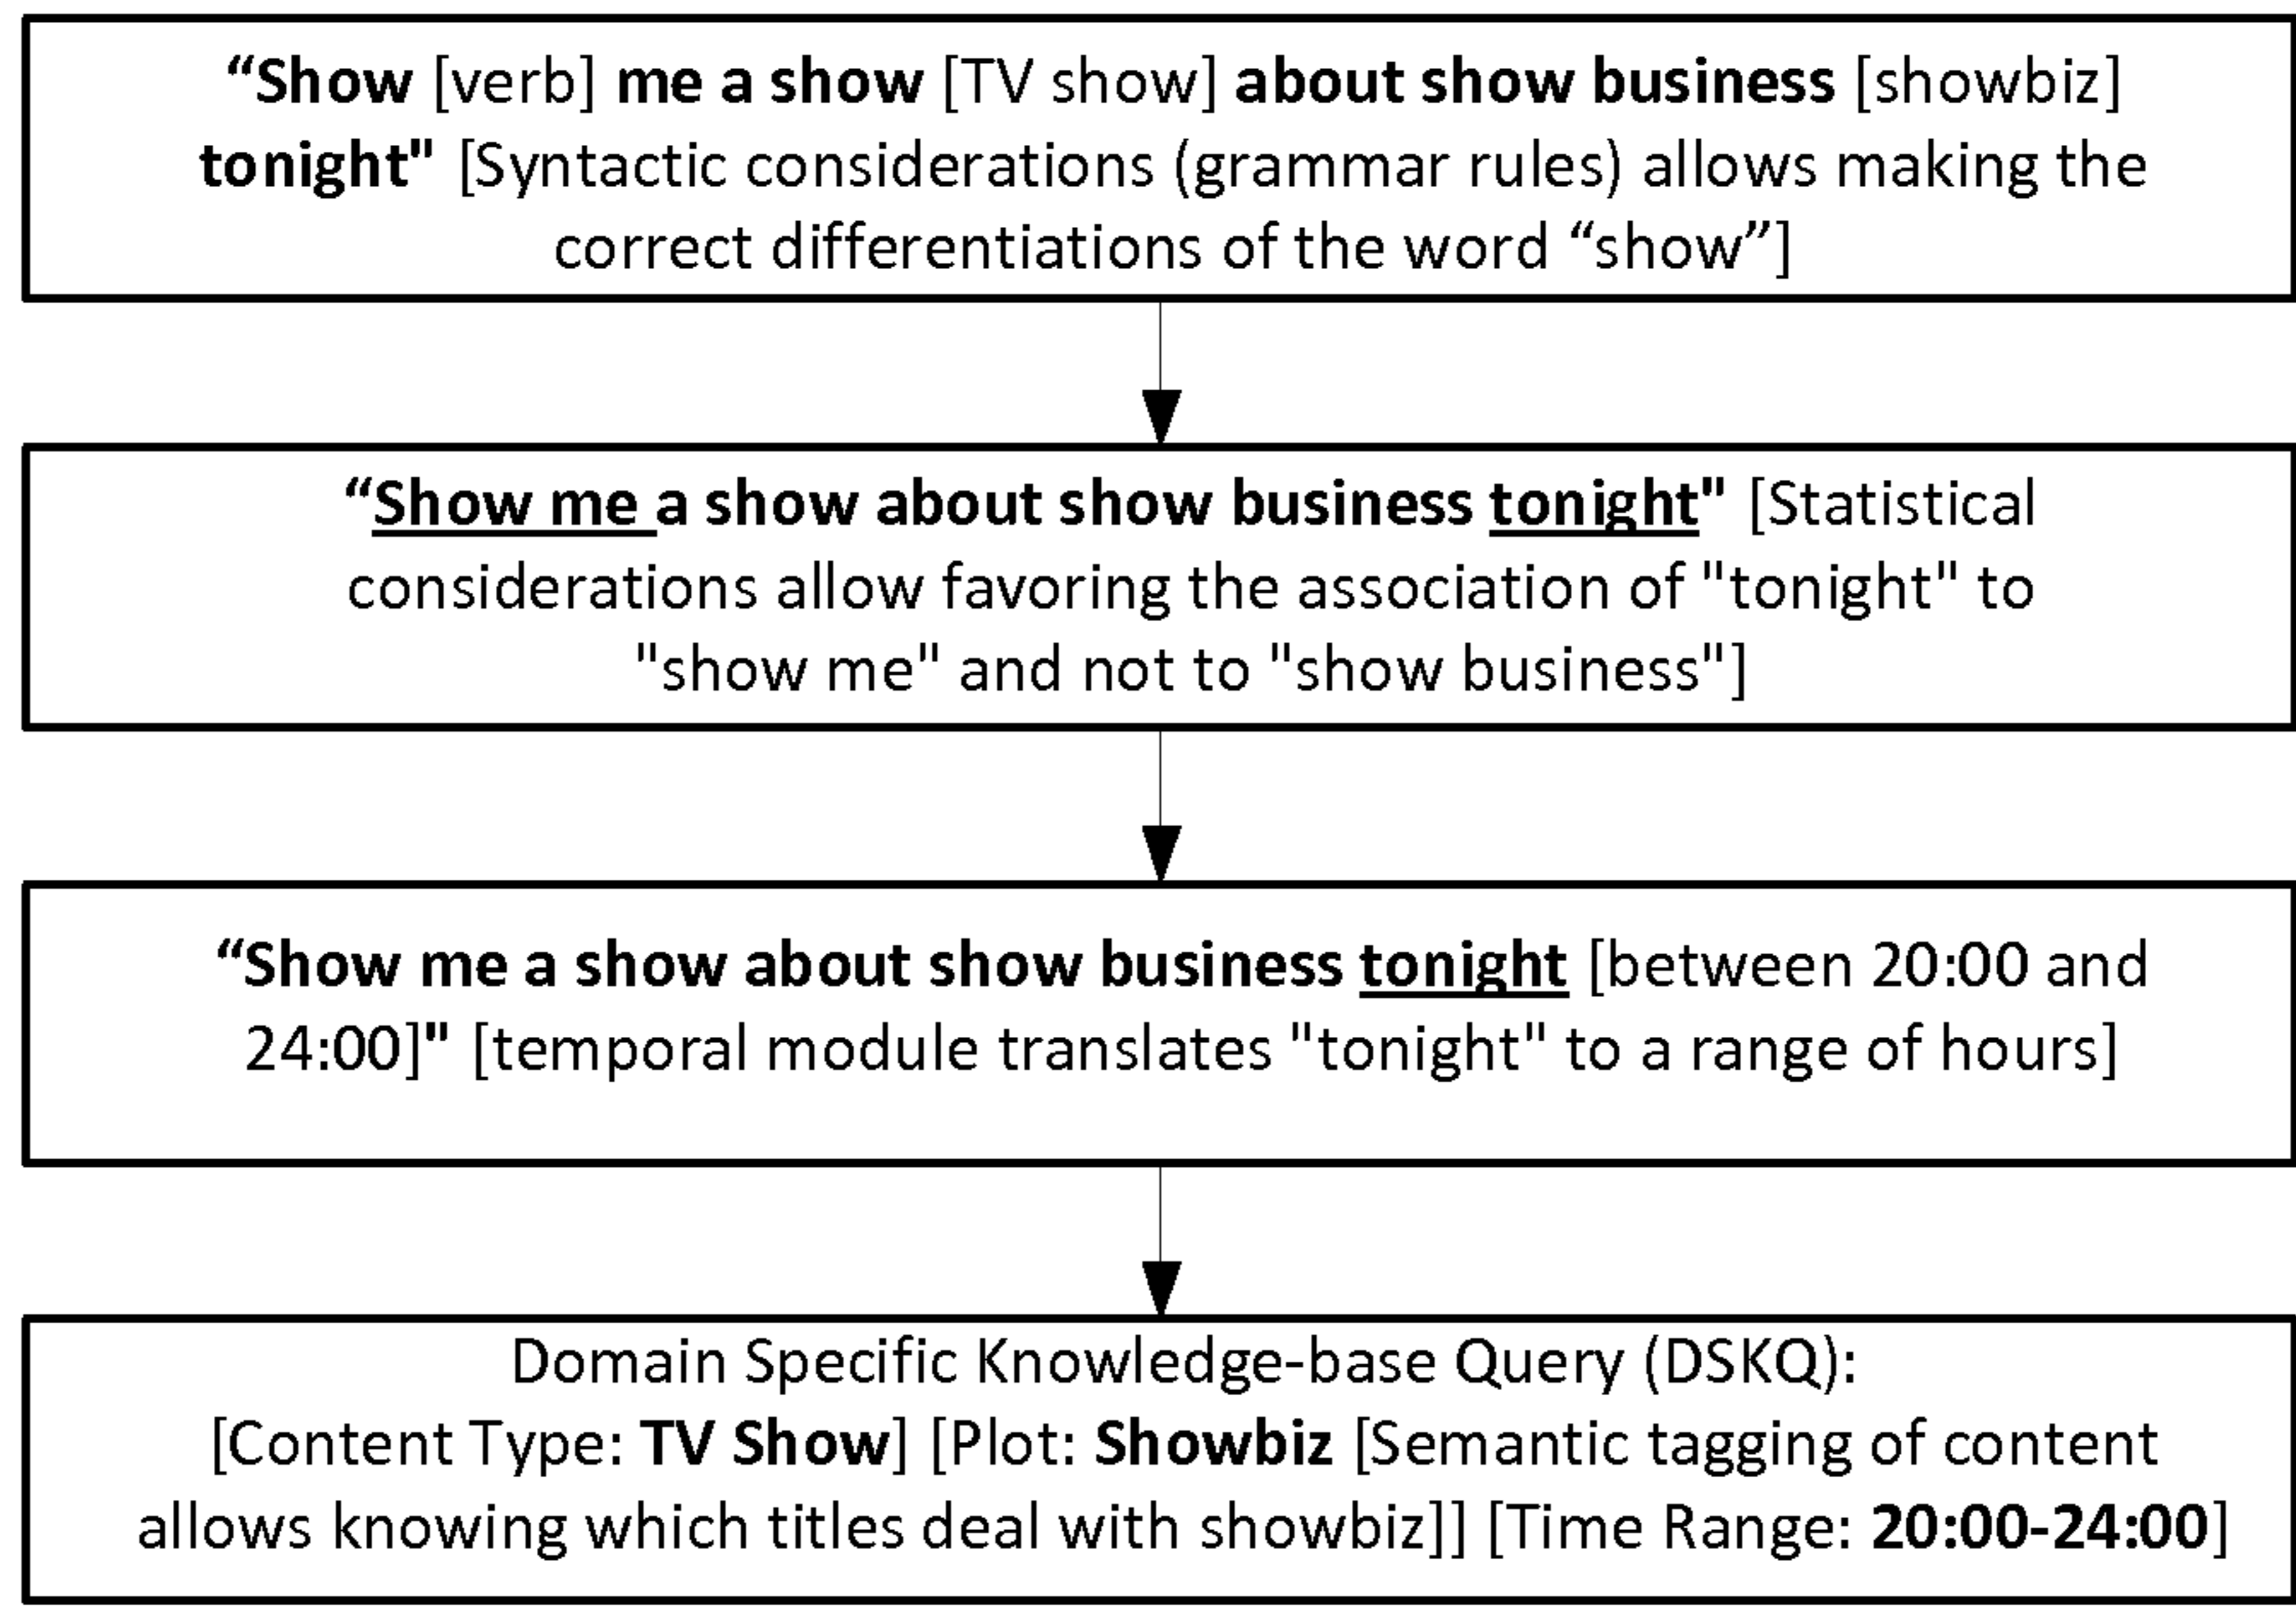 “Show [verb] me a show [TV show] about show business [showbiz]
tonight" [Syntactic considerations (grammar rules) allows making the
correct differentiations of the word “show”]
“Show me a show about show business tonight" [Statistical
considerations allow favoring the association of "tonight" to
"show me" and not to "show business"]
“Show me a show about show business tonight [between 20:00 and
24:00]" [temporal module translates "tonight" to a range of hours]
Domain Specific Knowledge-base Query (DSKQ):
[Content Type: TV Show] [Plot: Showbiz [Semantic tagging of content
allows knowing which titles deal with showbiz]] [Time Range: 20:00-24:00]